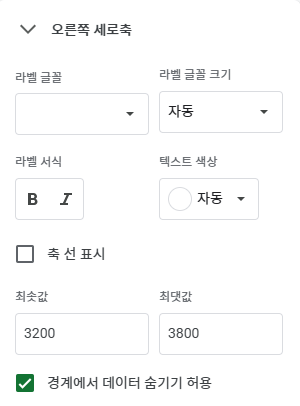 오른쪽 세로축
라벨 글꼴
라벨 글꼴 크기
자동
라벨 서식
텍스트 색상
B I
자동
축 선 표시
최솟값
최댓값
3200
3800
경계에서 데이터 숨기기 허용